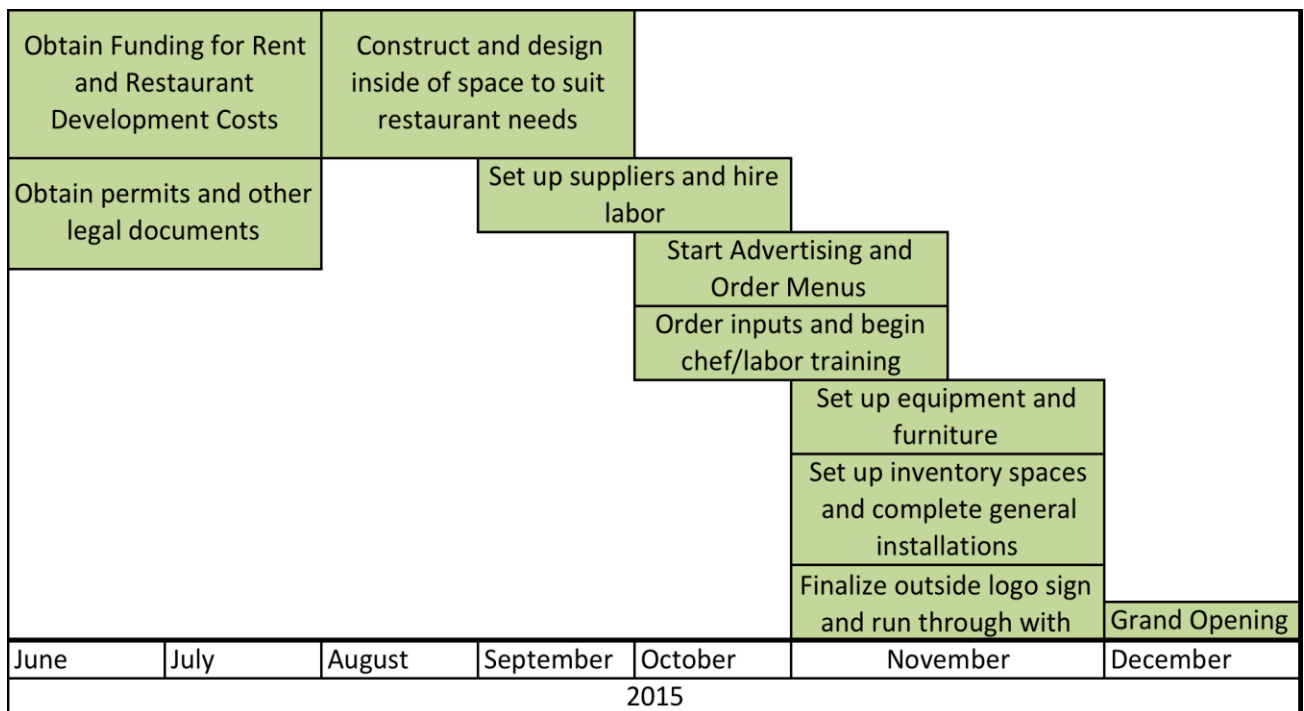 Obtain Funding for Rent
and Restaurant
Development Costs
Construct and design
inside of space to suit
restaurant needs
Obtain permits and other
legal documents
Set up suppliers and hire
labor
Start Advertising and
Order Menus
Order inputs and begin
chef/labor training
Set up equipment and
furniture
Set up inventory spaces
and complete general
installations
Finalize outside logo sign
and run through with
Grand Opening
June July August September October November December
2015